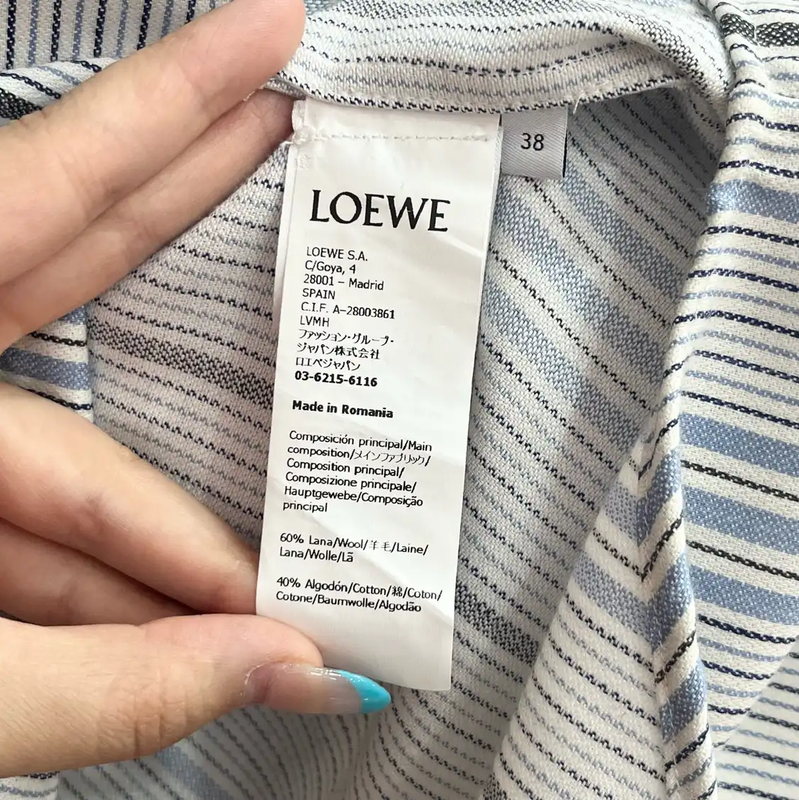 38
LOEWE
LOEWE S.A.
C/Goya, 4
28001 – Madrid
SPAIN
C.I.F. A-28003861
LVMH
ファッション・グループ・
ジャパン株式会社
ロエベジャパン
03-6215-6116
Made in Romania
Composición principal/Main
composition/メインファブリック/
Composition principal/
Composizione principale/
Hauptgewebe/Composição
principal
60% Lana/Wool/羊毛/Laine/
Lana/Wolle/Lã
40% Algodón/Cotton/綿/Coton/
Cotone/Baumwolle/Algodão